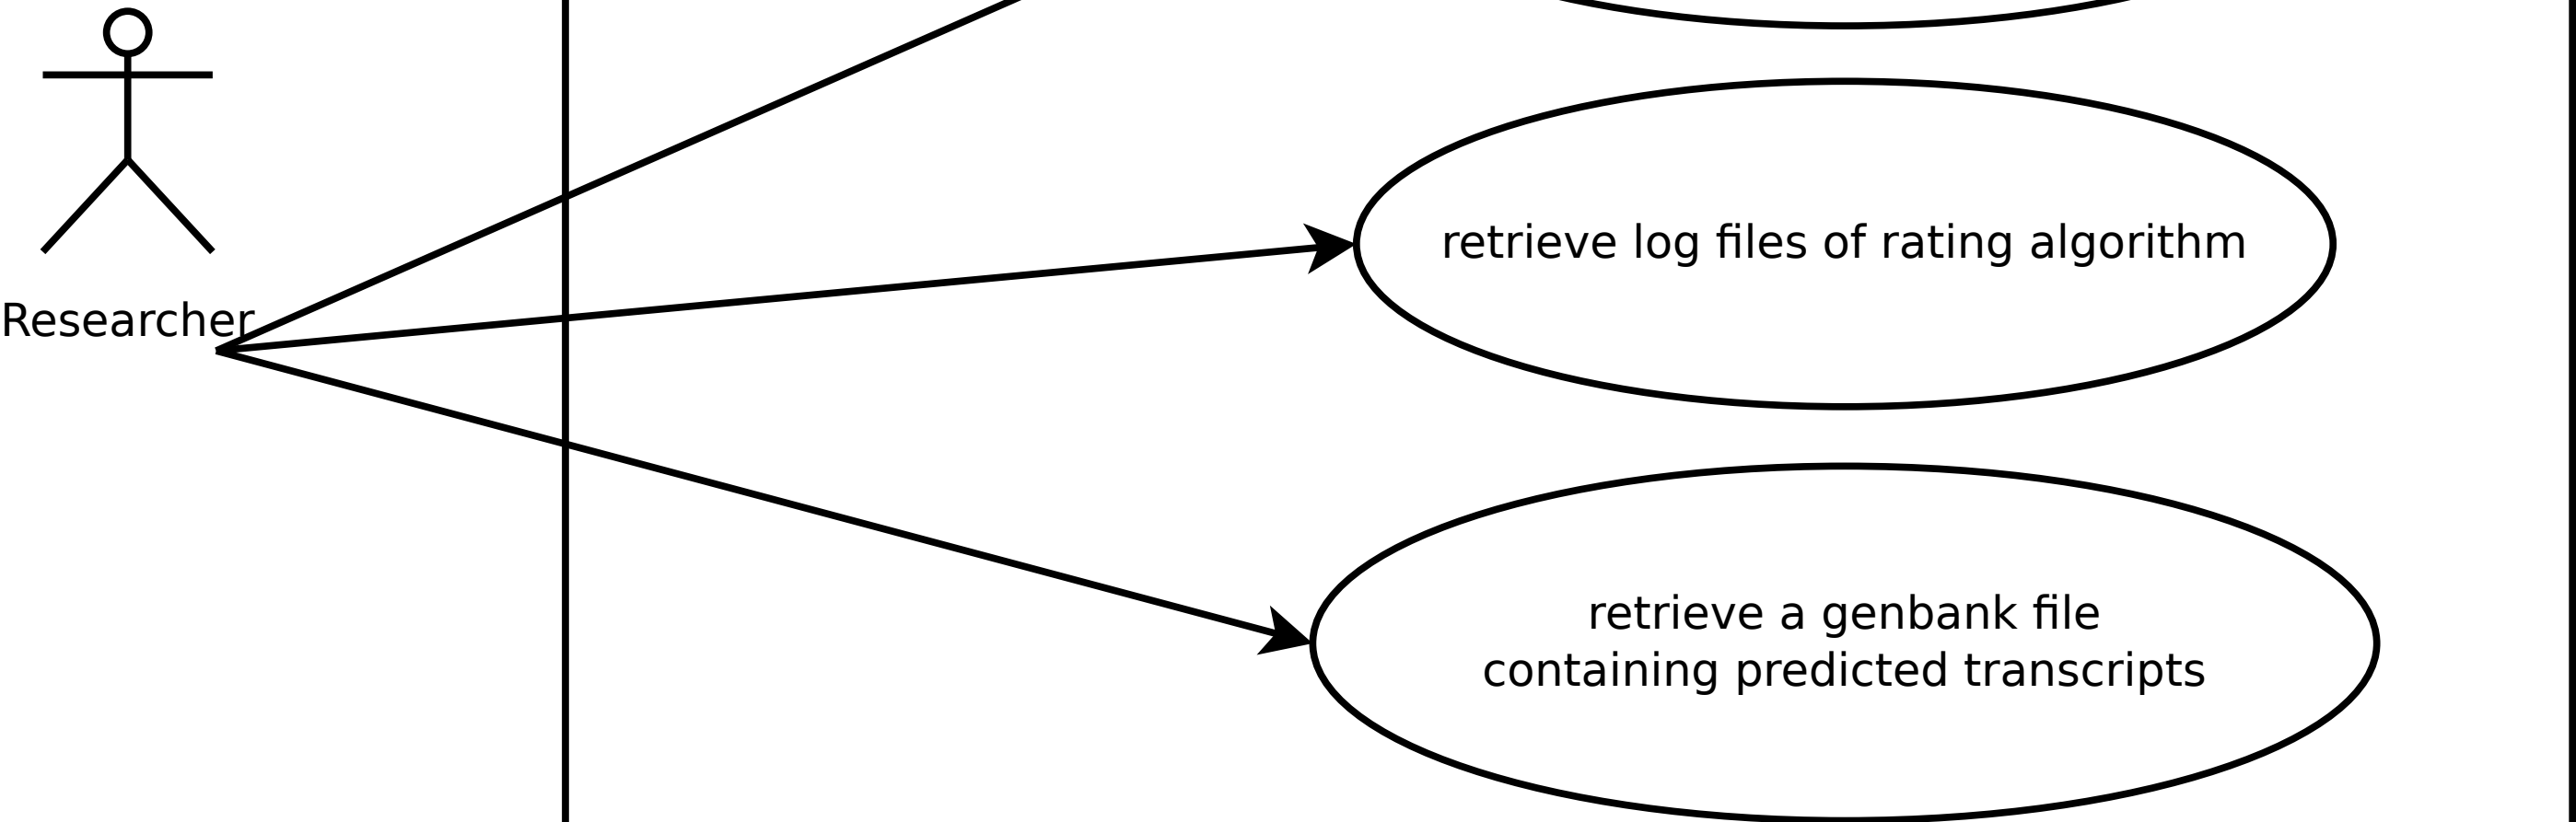 Researcher
retrieve log files of rating algorithm
retrieve a genbank file
containing predicted transcripts